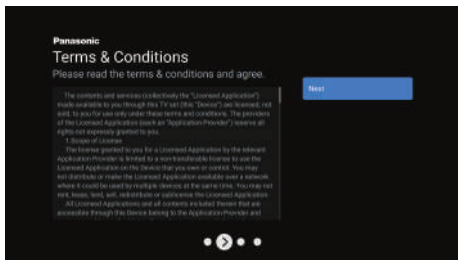 Panasonic
Terms & Conditions
Please read the terms & conditions and agree.
The contents and services (collectively the "Licensed Application")
made available to you through this TV set (this "Device") are licensed, not
sold, to you for use only under these terms and conditions. The providers
of the Licensed Application (each an "Application Provider") reserve all
rights not expressly granted to you.
1.Scope of License
The license granted to you for a Licensed Application by the relevant
Application Provider is limited to a non-transferable license to use the
Licensed Application on the Device that you own or control. You may
not distribute or make the Licensed Application available over a network
where it could be used by multiple devices at the same time. You may not
rent, lease, lend, sell, redistribute or sublicense the Licensed Application.
All Licensed Applications and all contents included therein that are
accessible through this Device belong to the Application Provider and
Next